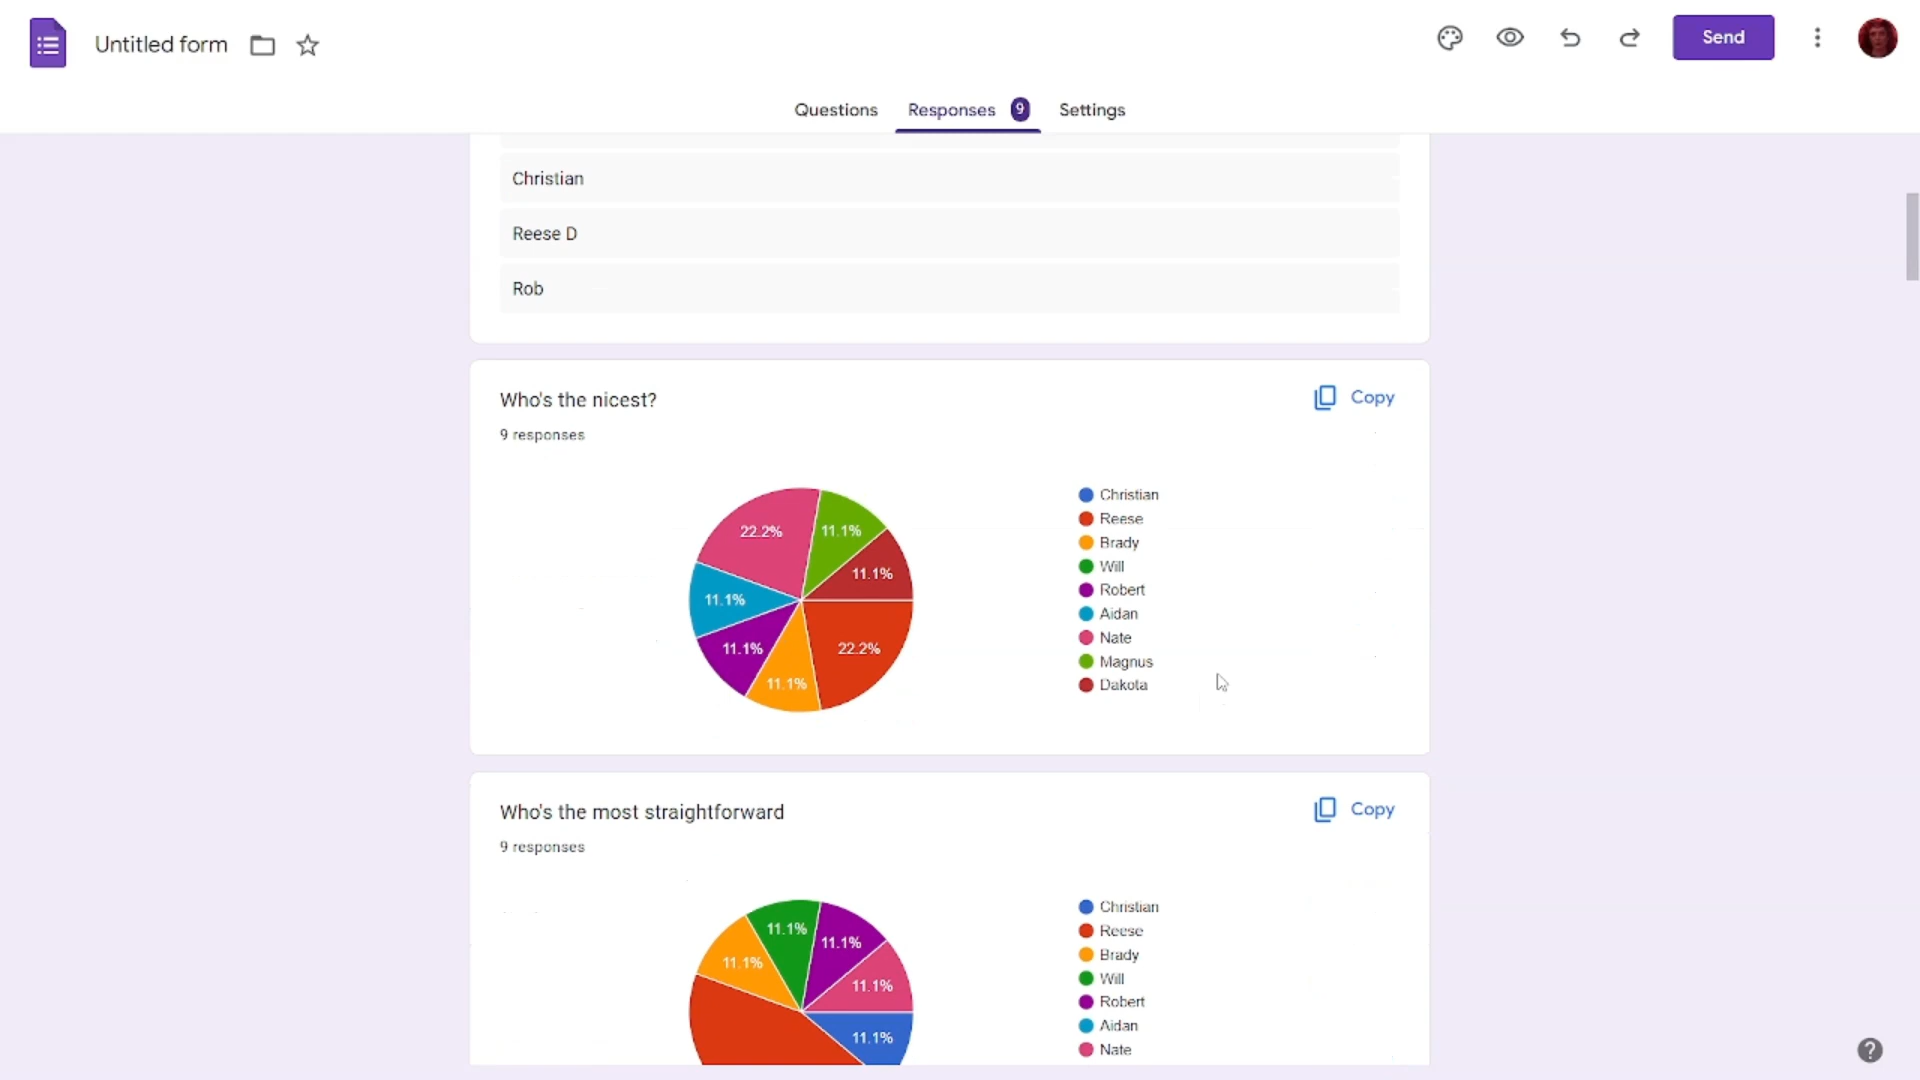 Untitled form
Send
Questions
Responses 9
Settings
Christian
Reese D
Rob
Who's the nicest?
Copy
9 responses
22.2%
11.1%
11.1%
11.1%
11.1%
11.1%
22.2%
Christian
Reese
Brady
Will
Robert
Aidan
Nate
Magnus
Dakota
Who's the most straightforward
Copy
9 responses
11.1%
11.1%
11.1%
11.1%
11.1%
Christian
Reese
Brady
Will
Robert
Aidan
Nate